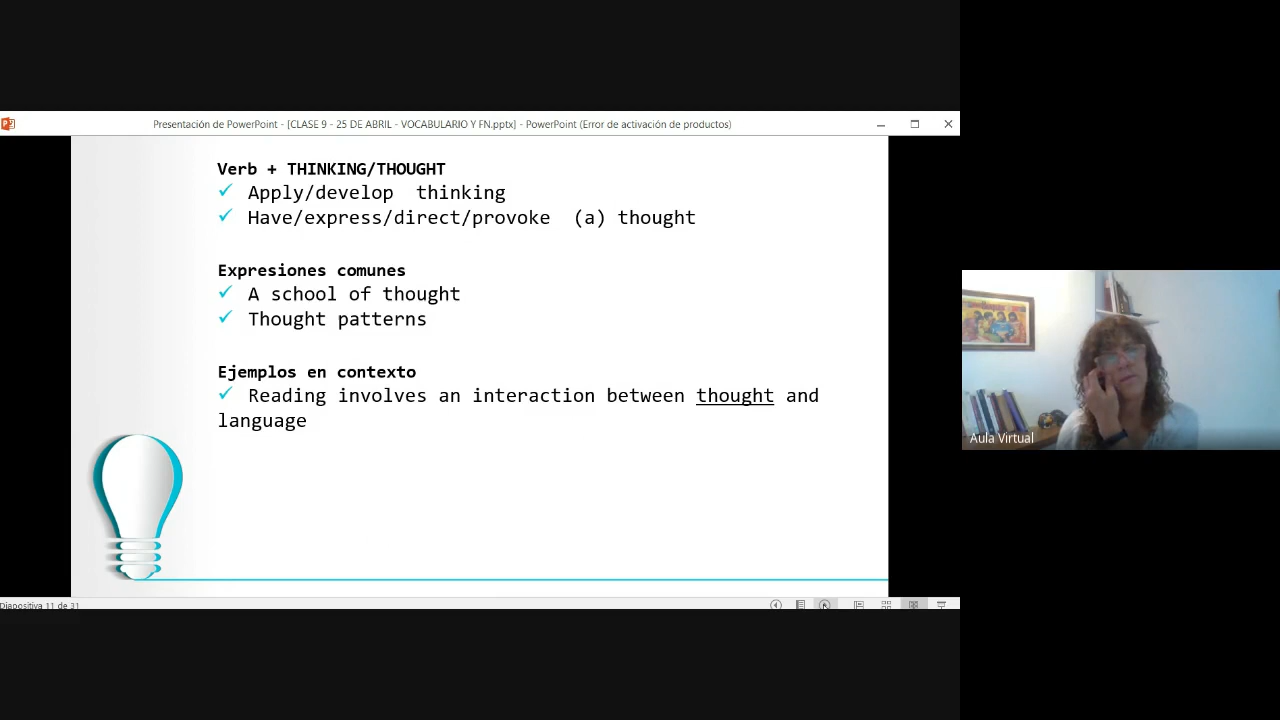 Presentación de PowerPoint - [CLASE 9 - 25 DE ABRIL - VOCABULARIO Y FN.pptx] - PowerPoint (Error de activación de productos)
Verb + THINKING/THOUGHT
✓ Apply/develop thinking
✓ Have/express/direct/provoke (a) thought
Expresiones comunes
✓ A school of thought
✓ Thought patterns
Ejemplos en contexto
✓ Reading involves an interaction between thought and
language
Aula Virtual
Diapositiva 11 de 31